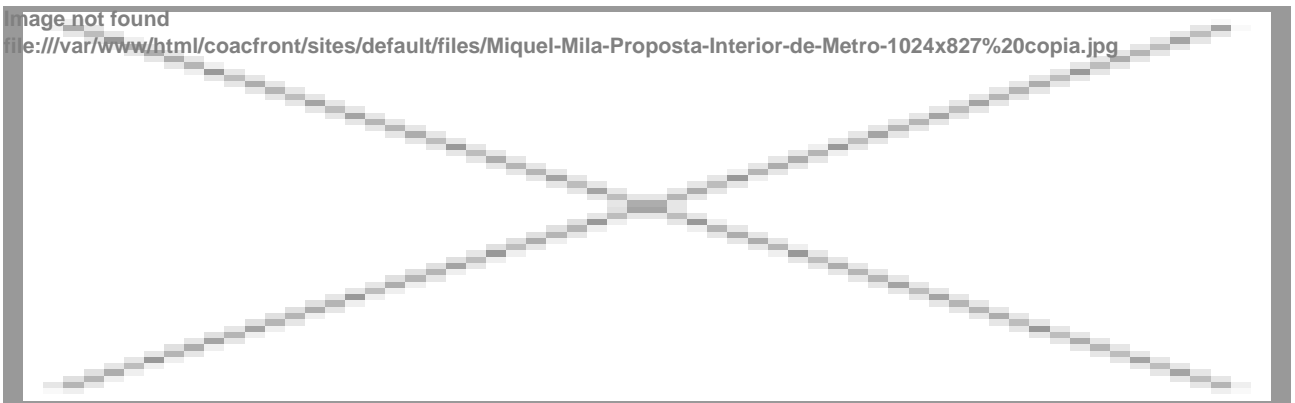 Image not found
file:///var/www/html/coacfront/sites/default/files/Miquel-Mila-Proposta-Interior-de-Metro-1024x827%20copia.jpg